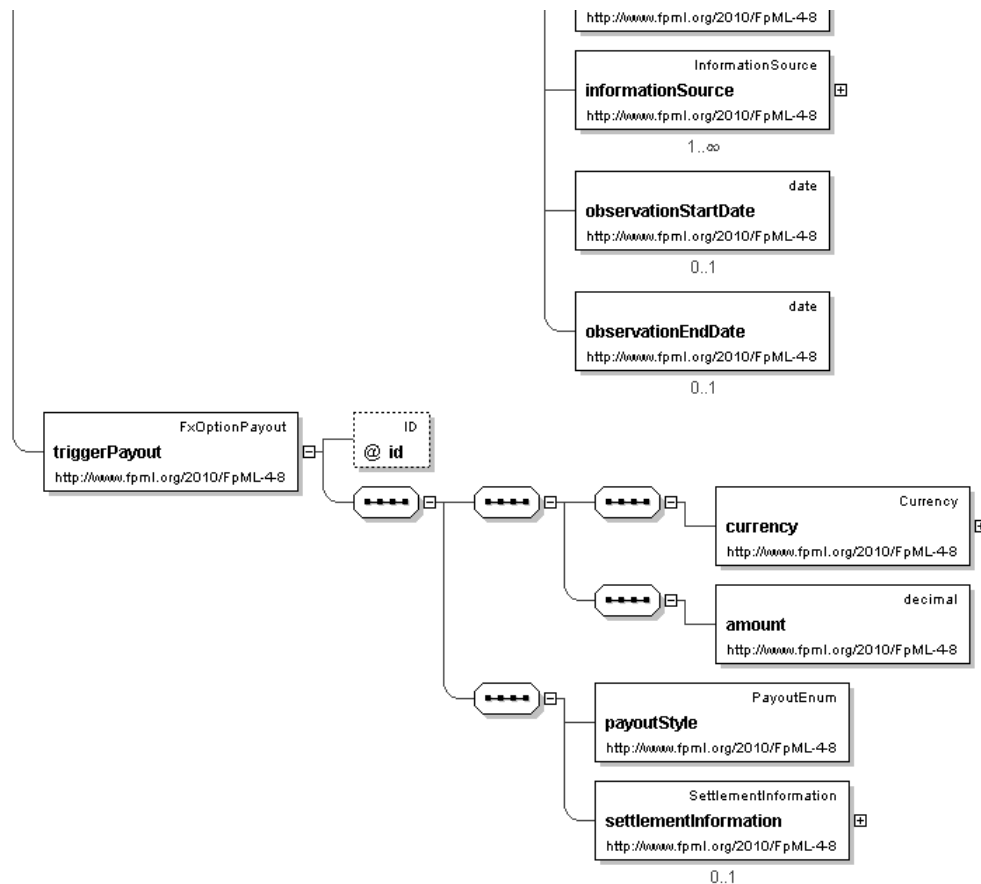 http://www.fpml.org/2010/FpML-4-8
InformationSource
informationSource
http://www.fpml.org/2010/FpML-4-8
1..∞
date
observationStartDate
http://www.fpml.org/2010/FpML-4-8
0..1
date
observationEndDate
http://www.fpml.org/2010/FpML-4-8
0..1
FxOptionPayout
triggerPayout
http://www.fpml.org/2010/FpML-4-8
ID
@ id
Currency
currency
http://www.fpml.org/2010/FpML-4-8
decimal
amount
http://www.fpml.org/2010/FpML-4-8
PayoutEnum
payoutStyle
http://www.fpml.org/2010/FpML-4-8
SettlementInformation
settlementInformation
http://www.fpml.org/2010/FpML-4-8
0..1